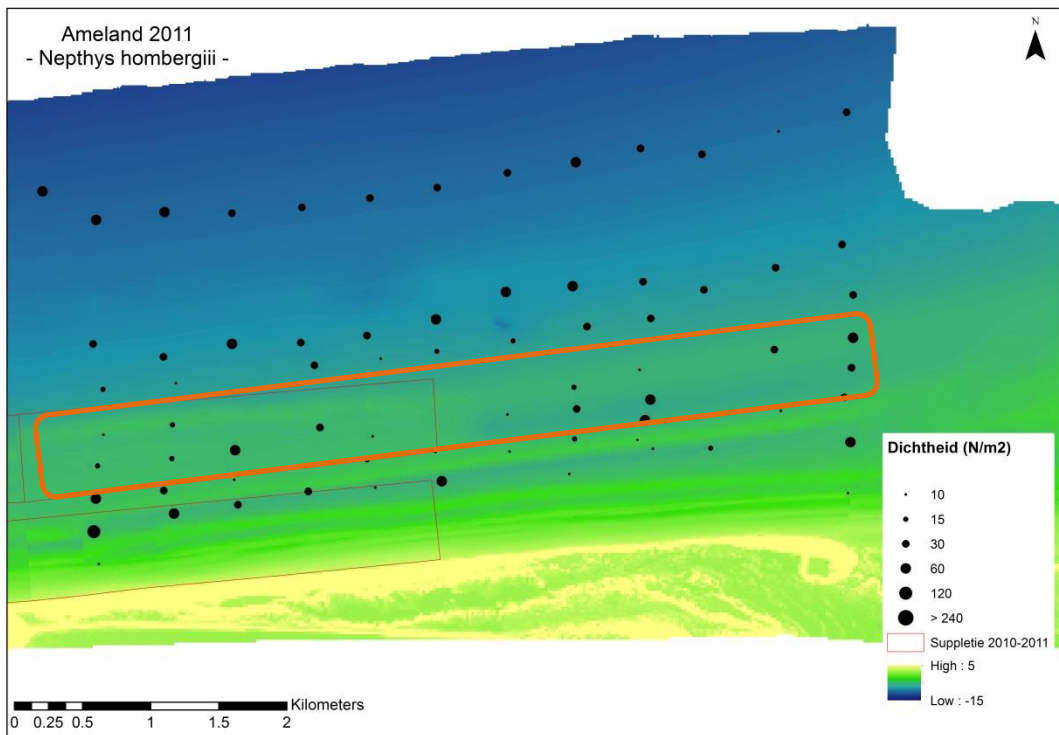 Ameland 2011
- Nepthys hombergiii -
N
Dichtheid (N/m2)
10
15
30
60
120
> 240
Suppletie 2010-2011
High : 5
Low : -15
Kilometers
0 0.25 0.5 1 1.5 2